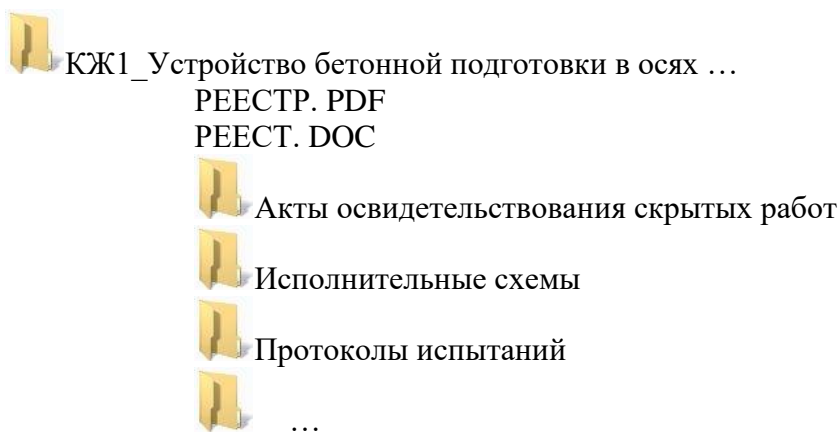 КЖ1_Устройство бетонной подготовки в осях …
РЕЕСТР. PDF
РЕЕСТ. DOC
Акты освидетельствования скрытых работ
Исполнительные схемы
Протоколы испытаний
…